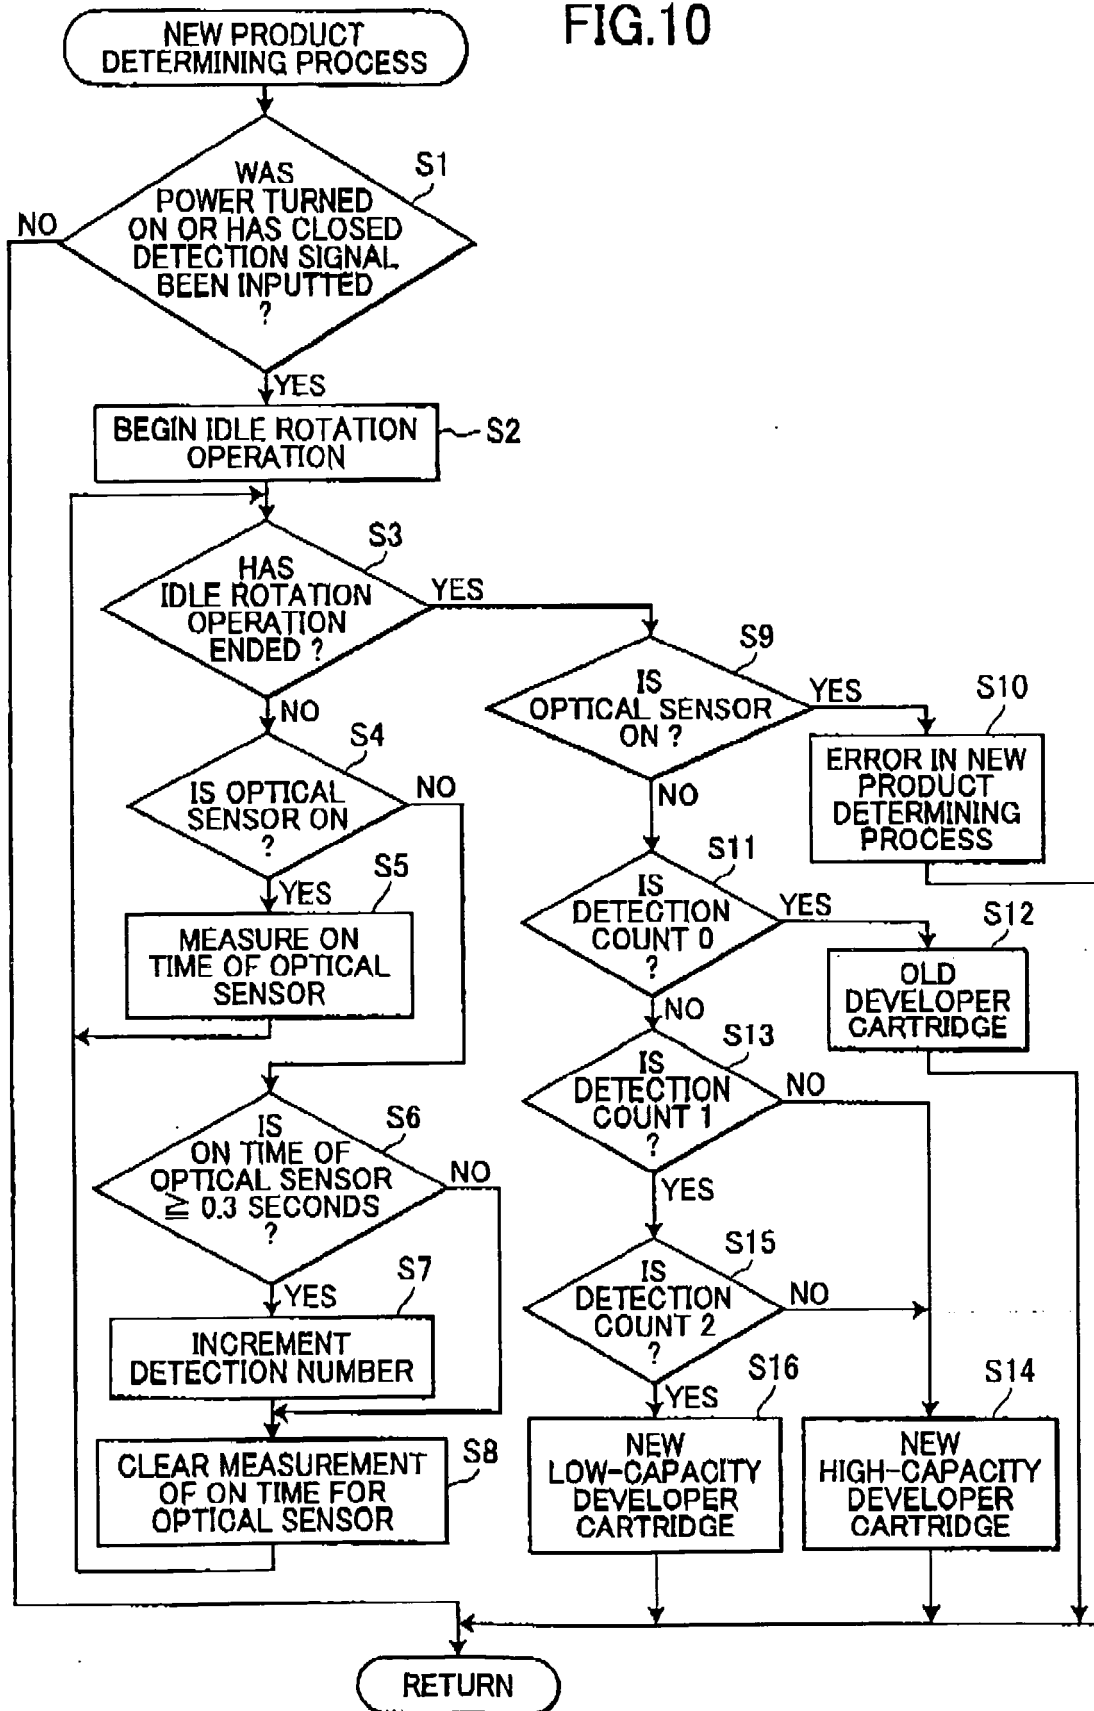 FIG.10
NEW PRODUCT
DETERMINING PROCESS
S1
WAS
POWER TURNED
ON OR HAS CLOSED
DETECTION SIGNAL
BEEN INPUTTED
?
NO
YES
BEGIN IDLE ROTATION
OPERATION
S2
S3
HAS
IDLE ROTATION
OPERATION
ENDED ?
YES
NO
S4
IS OPTICAL
SENSOR ON
?
NO
YES
S5
MEASURE ON
TIME OF OPTICAL
SENSOR
S6
IS
ON TIME OF
OPTICAL SENSOR
≧ 0.3 SECONDS
?
NO
YES
S7
INCREMENT
DETECTION NUMBER
S8
CLEAR MEASUREMENT
OF ON TIME FOR
OPTICAL SENSOR
S9
IS
OPTICAL SENSOR
ON ?
YES
NO
S10
ERROR IN NEW
PRODUCT
DETERMINING
PROCESS
S11
IS
DETECTION
COUNT 0
?
YES
NO
S12
OLD
DEVELOPER
CARTRIDGE
S13
IS
DETECTION
COUNT 1
?
NO
YES
S15
IS
DETECTION
COUNT 2
?
NO
YES
S16
NEW
LOW-CAPACITY
DEVELOPER
CARTRIDGE
S14
NEW
HIGH-CAPACITY
DEVELOPER
CARTRIDGE
RETURN